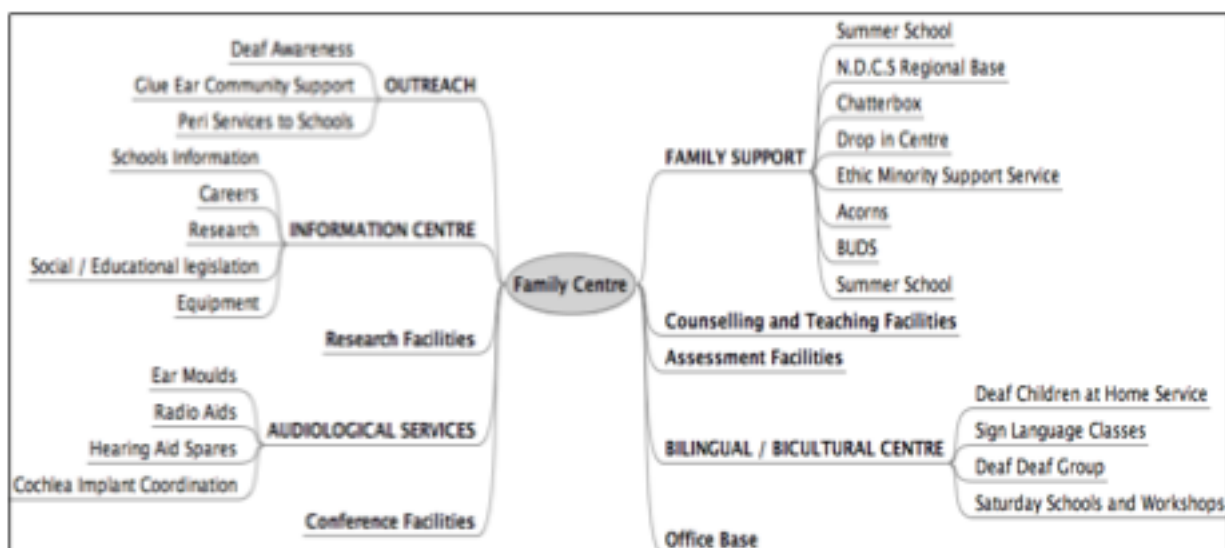 Deaf Awareness
Glue Ear Community Support
Peri Services to Schools
OUTREACH
Schools Information
Careers
Research
Social / Educational legislation
Equipment
INFORMATION CENTRE
Research Facilities
Ear Moulds
Radio Aids
Hearing Aid Spares
Cochlea Implant Coordination
AUDIOLOGICAL SERVICES
Conference Facilities
Family Centre
FAMILY SUPPORT
Summer School
N.D.C.S Regional Base
Chatterbox
Drop in Centre
Ethic Minority Support Service
Acorns
BUDS
Summer School
Counselling and Teaching Facilities
Assessment Facilities
BILINGUAL / BICULTURAL CENTRE
Deaf Children at Home Service
Sign Language Classes
Deaf Deaf Group
Saturday Schools and Workshops
Office Base